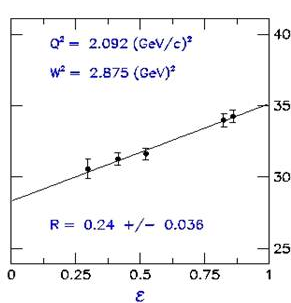 Q² = 2.092 (GeV/c)²
W² = 2.875 (GeV)²
R = 0.24 +/- 0.036
40
35
30
25
0 0.25 0.5 0.75 1
ε